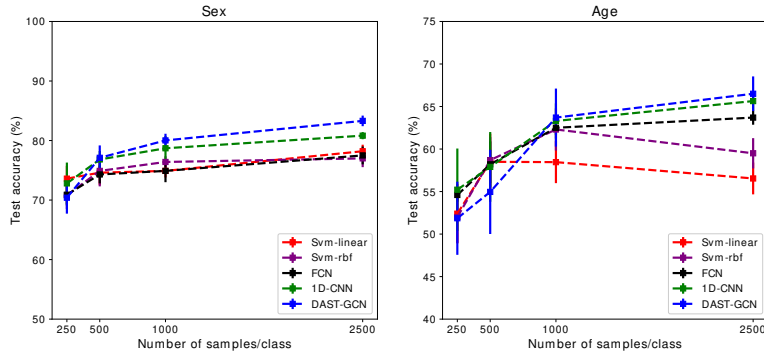 Sex
Test accuracy (%)
100
90
80
70
60
50
250
500
1000
2500
Number of samples/class
Svm-linear
Svm-rbf
FCN
1D-CNN
DAST-GCN
Age
Test accuracy (%)
75
70
65
60
55
50
45
40
250
500
1000
2500
Number of samples/class
Svm-linear
Svm-rbf
FCN
1D-CNN
DAST-GCN